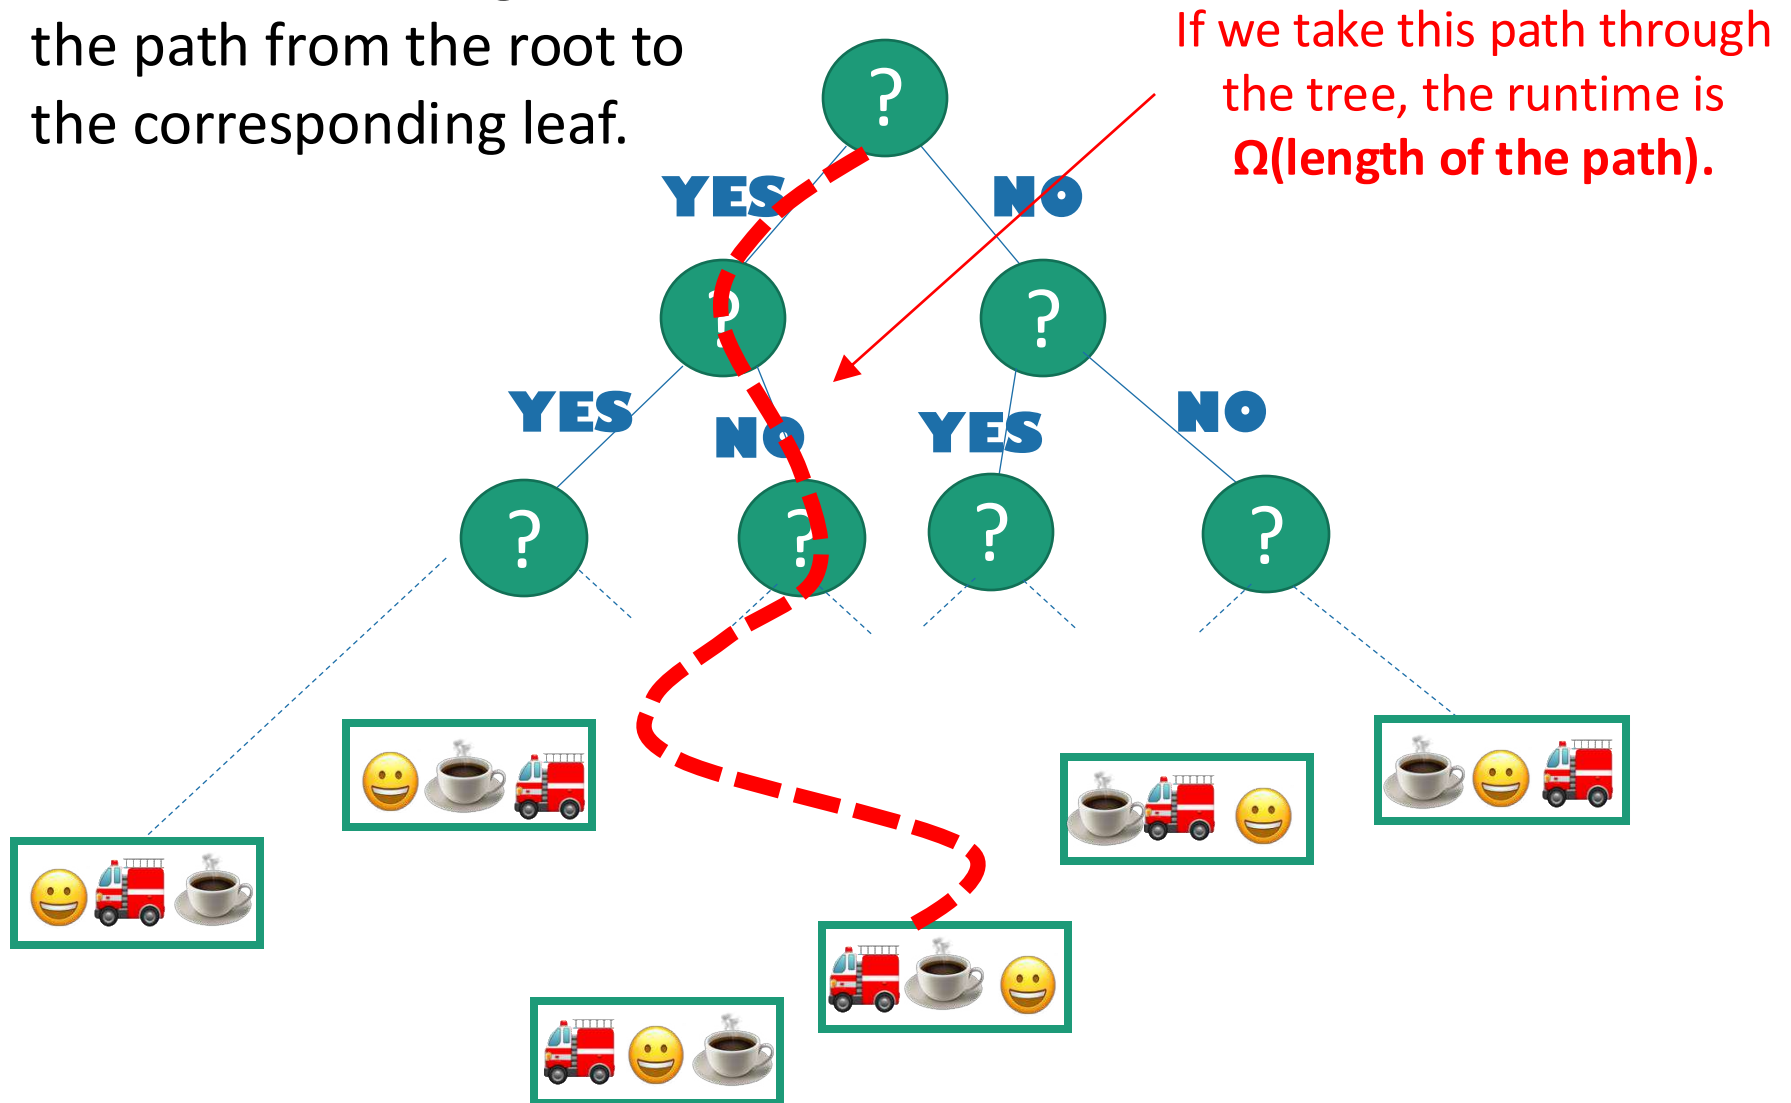 the path from the root to
the corresponding leaf.
If we take this path through
the tree, the runtime is
Ω(length of the path).
?
YES
NO
?
?
YES
NO
YES
NO
?
?
?
?